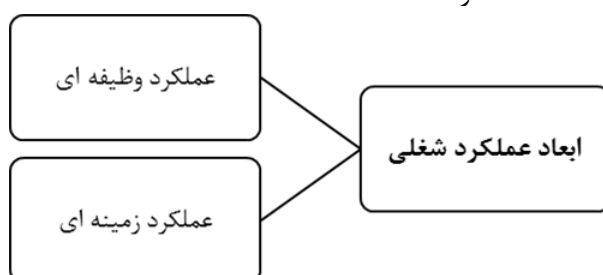 ابعاد عملکرد شغلی
عملکرد وظیفه ای
عملکرد زمینه ای